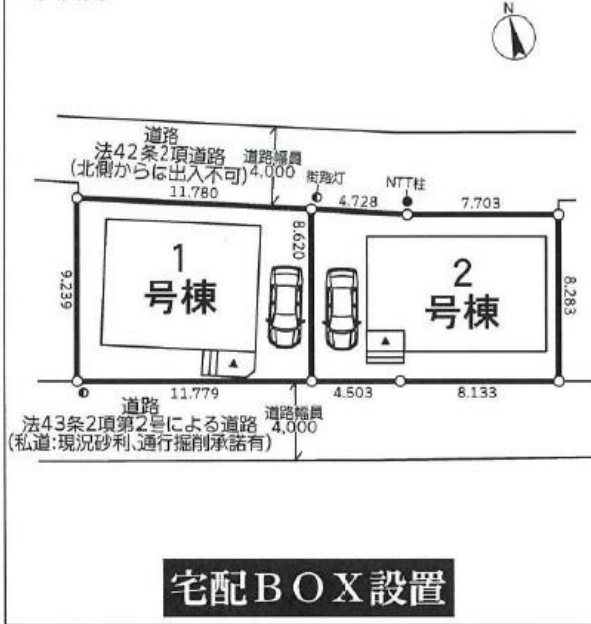 N
道路
法42条2項道路
(北側からは出入不可)
道路幅員
4,000
街路灯
NTT柱
11.780
4.728
7.703
9.239
8.620
8.283
1
号棟
2
号棟
▲
▲
11.779
4.503
8.133
道路
法43条2項第2号による道路
(私道:現況砂利、通行掘削承諾有)
道路幅員
4,000
宅配BOX設置